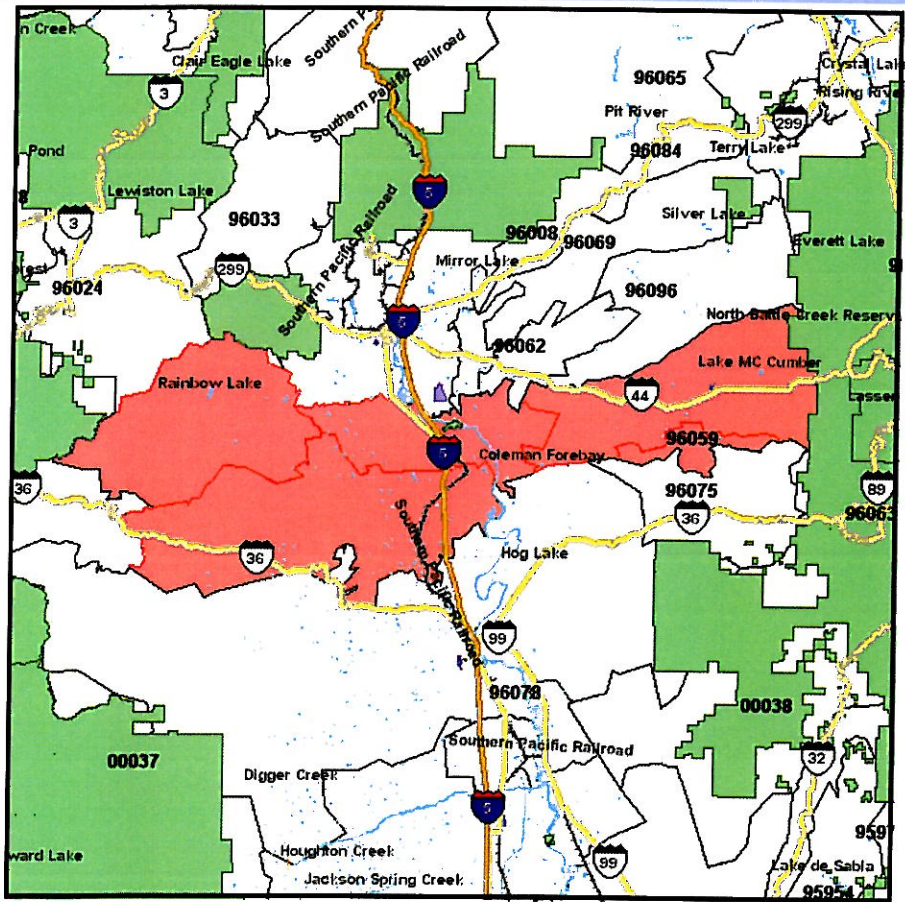 n Creek
Clair Eagle Lake
Southern P
Southern Pacific Railroad
96065
Crystal Lak
Rising Rive
3
Pit River
299
Pond
96084
Terry Lake
5
Lewiston Lake
3
96033
Southern Pacific Railroad
Silver Lake
96008
96069
Everett Lake
Mirror Lake
299
96024
orest
96096
5
North Battle Creek Reserv
96062
Lake MC Cumber
Rainbow Lake
44
asser
96059
5
Coleman Forebay
36
96075
89
36
9606
Southern Pacific Railroad
36
Hog Lake
99
96078
00038
Southern Pacific Railroad
00037
32
Digger Creek
5
9597
Houghton Creek
99
ward Lake
Lake de Sabla
Jackson Spring Creek
95954